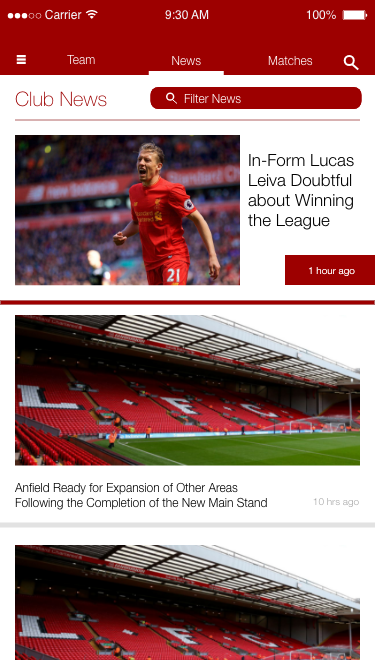 Carrier 9:30 AM 100%
Team News Matches
Club News Filter News
In-Form Lucas
Leiva Doubtful
about Winning
the League
1 hour ago
Standard
Chartered
21
L F C
Anfield Ready for Expansion of Other Areas
Following the Completion of the New Main Stand
10 hrs ago
L F C